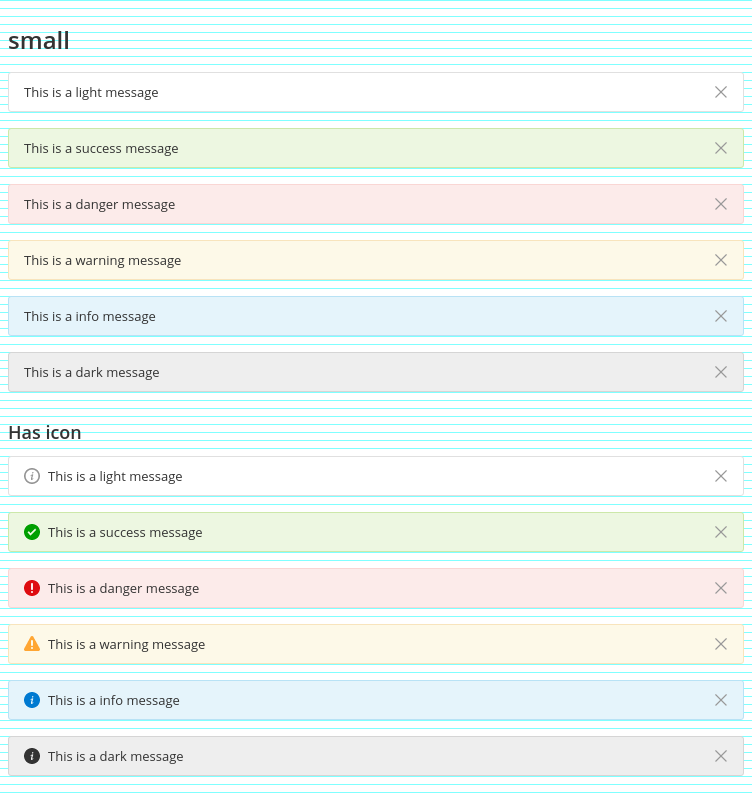 small
This is a light message
This is a success message
This is a danger message
This is a warning message
This is a info message
This is a dark message
Has icon
This is a light message
This is a success message
This is a danger message
This is a warning message
This is a info message
This is a dark message